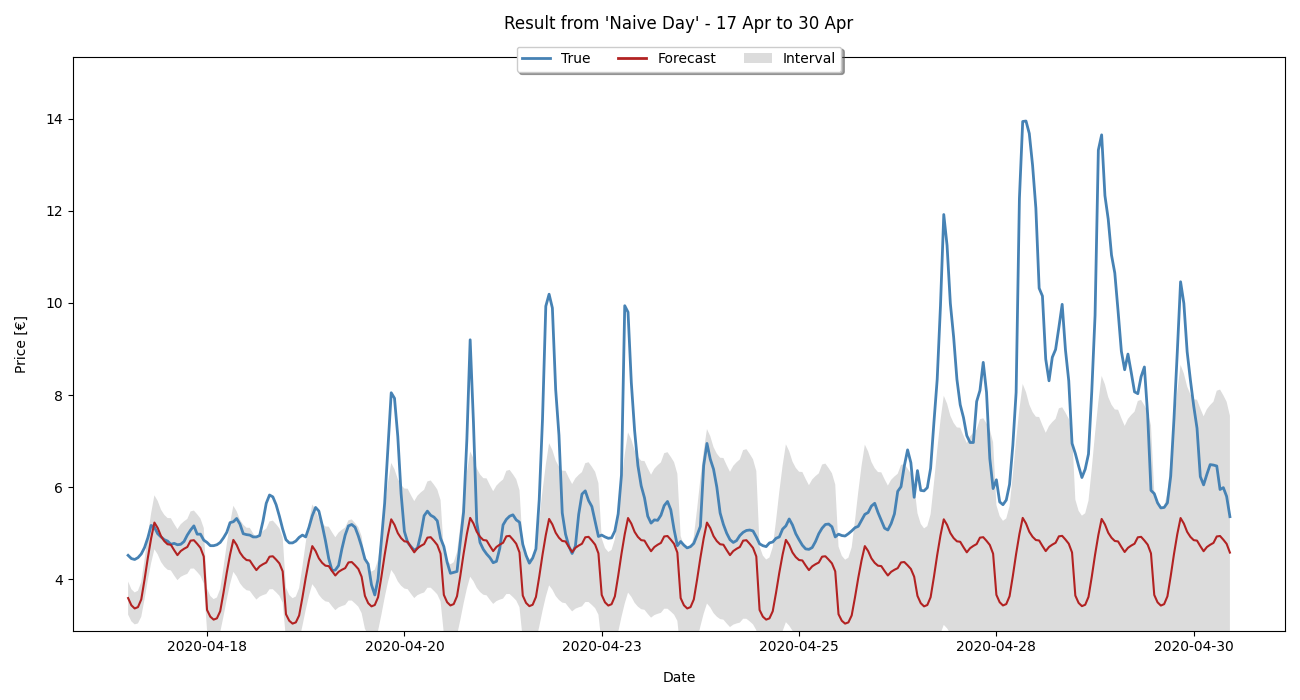 Result from 'Naive Day' - 17 Apr to 30 Apr
True Forecast Interval
14
12
10
8
6
4
Price [€]
2020-04-18 2020-04-20 2020-04-23 2020-04-25 2020-04-28 2020-04-30
Date